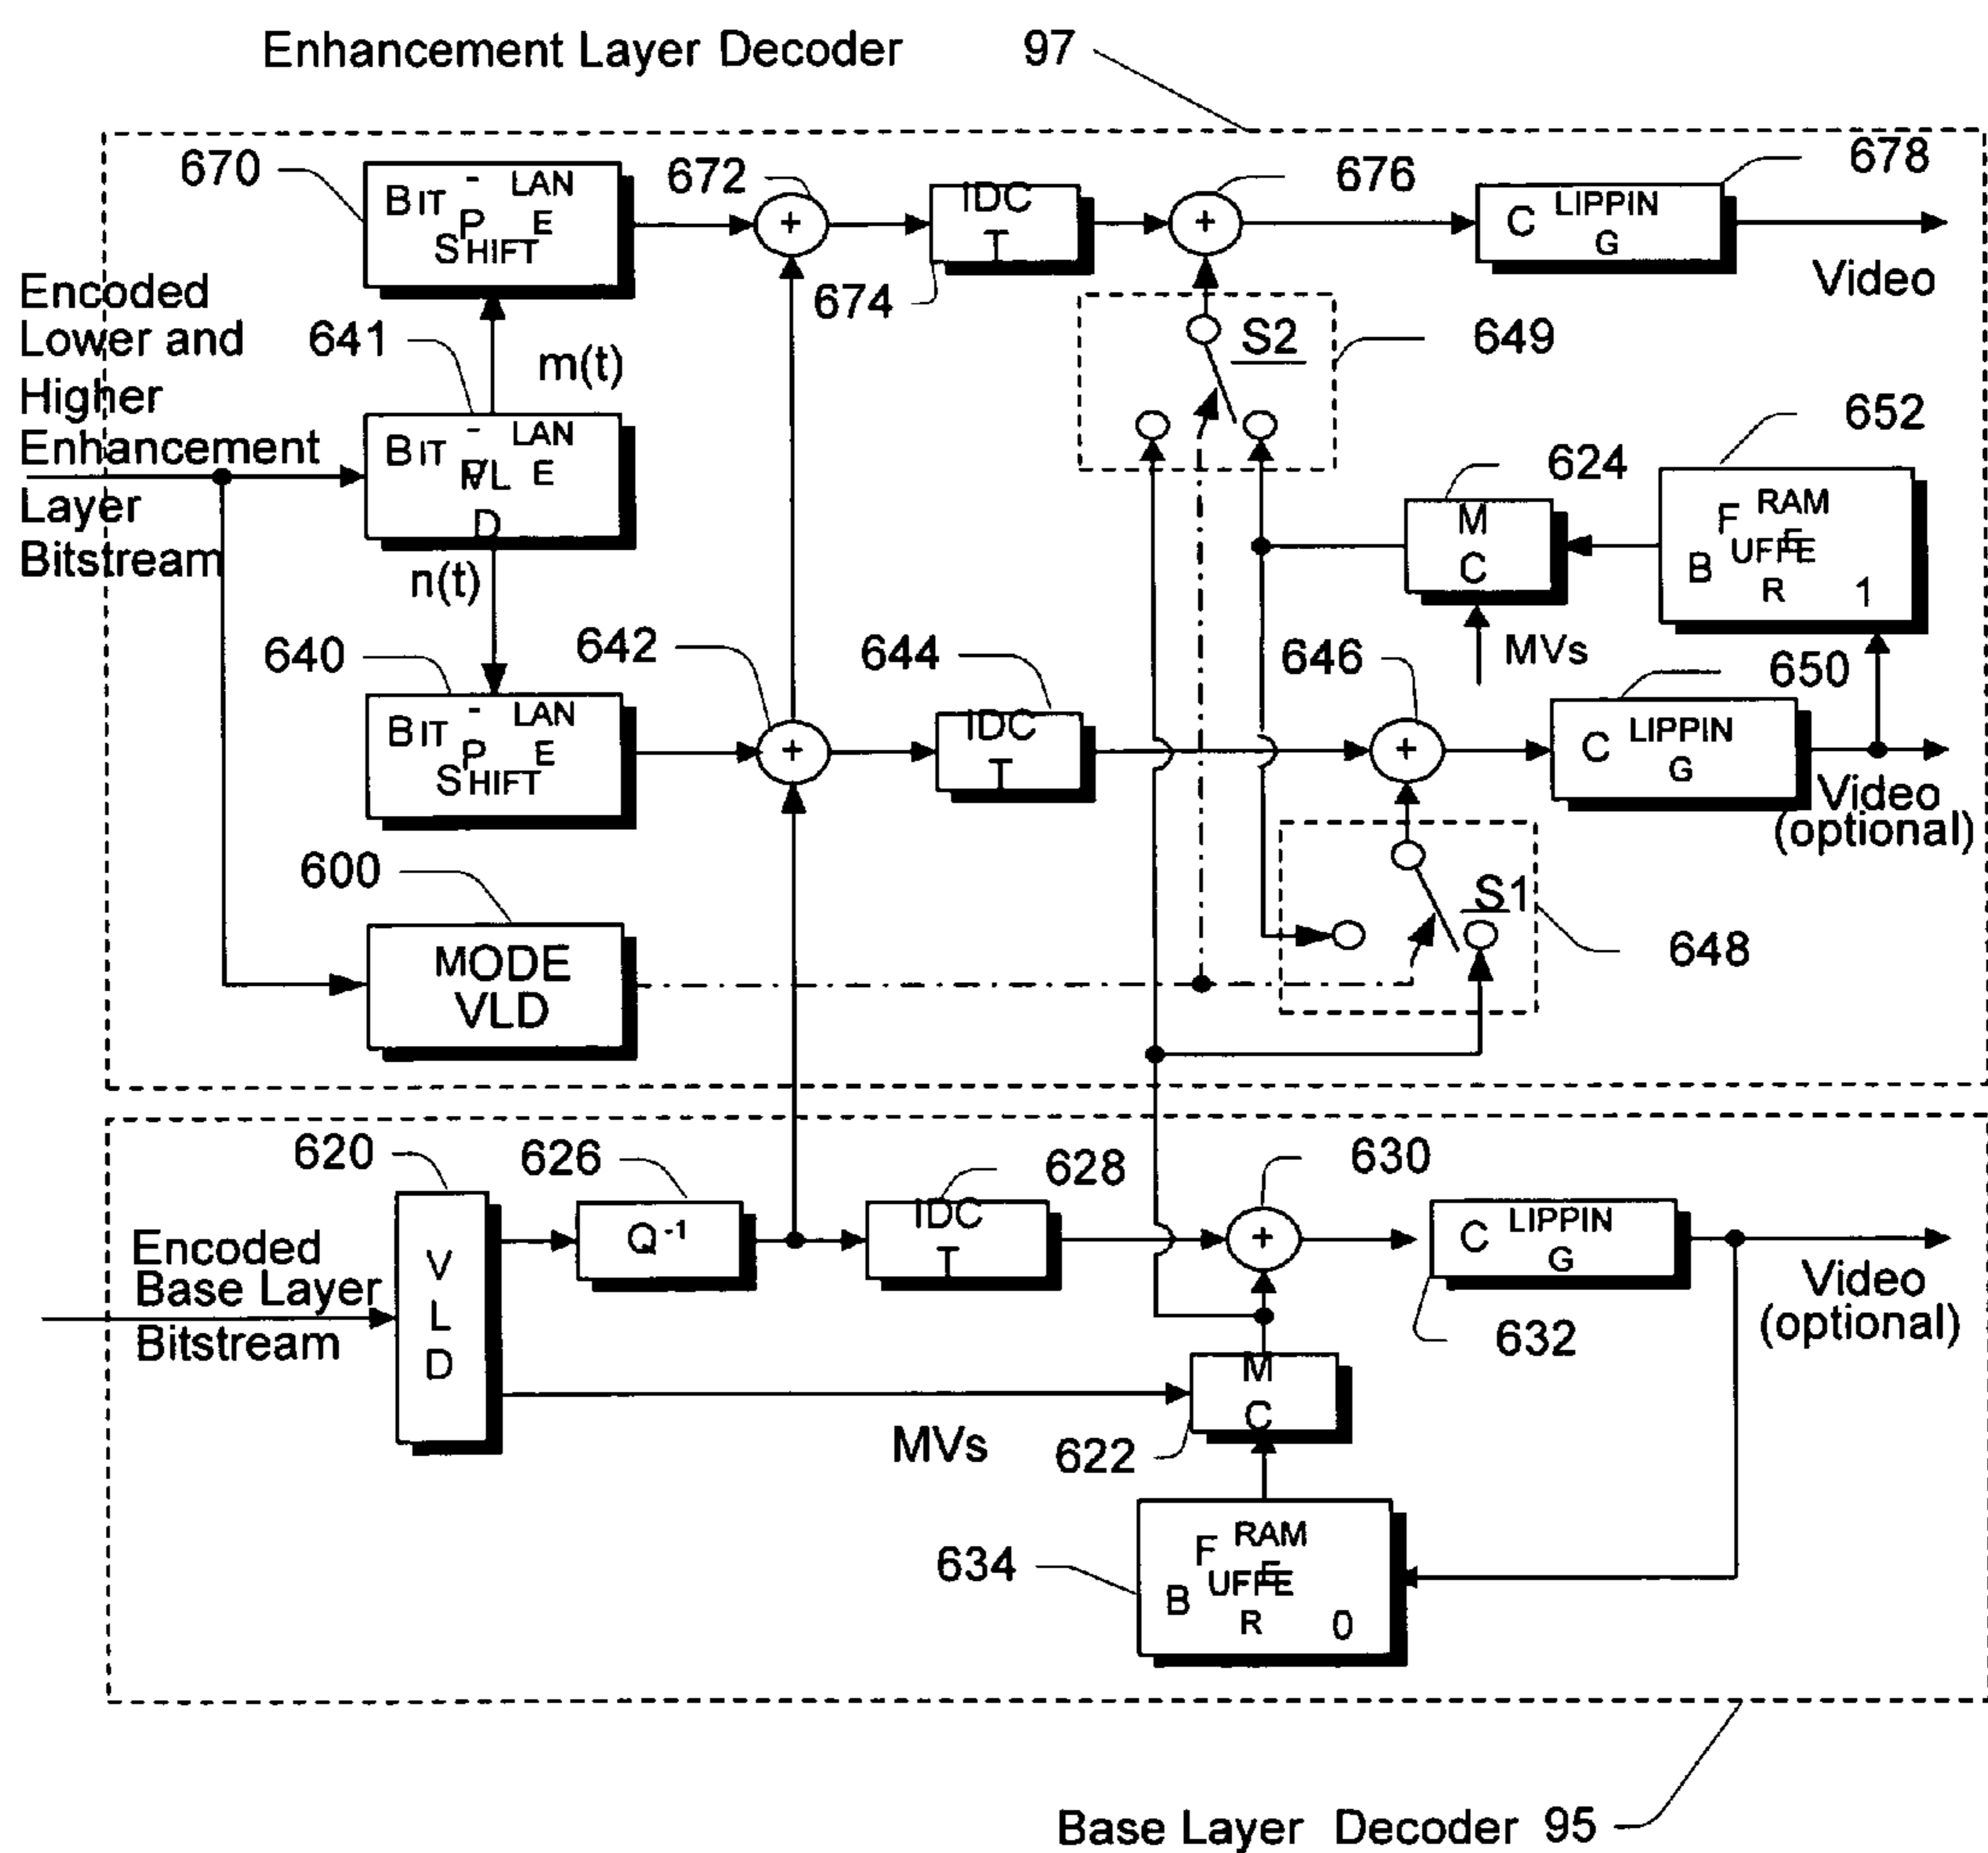 Enhancement Layer Decoder 97
670
BIT-PLANE
SHIFT
672
IDCT
674
676
CLIPPING
678
Video
Encoded
Lower and
Higher
Enhancement
Layer
Bitstream
641
m(t)
BIT-PLANE
VLD
n(t)
S2
649
624
MC
MVs
652
FRAME
BUFFER 1
640
BIT-PLANE
SHIFT
642
644
IDCT
646
650
CLIPPING
Video
(optional)
600
MODE
VLD
S1
648
620
VLD
626
Q-1
628
IDCT
630
CLIPPING
632
Video
(optional)
Encoded
Base Layer
Bitstream
MVs
MC
622
634
FRAME
BUFFER 0
Base Layer Decoder 95